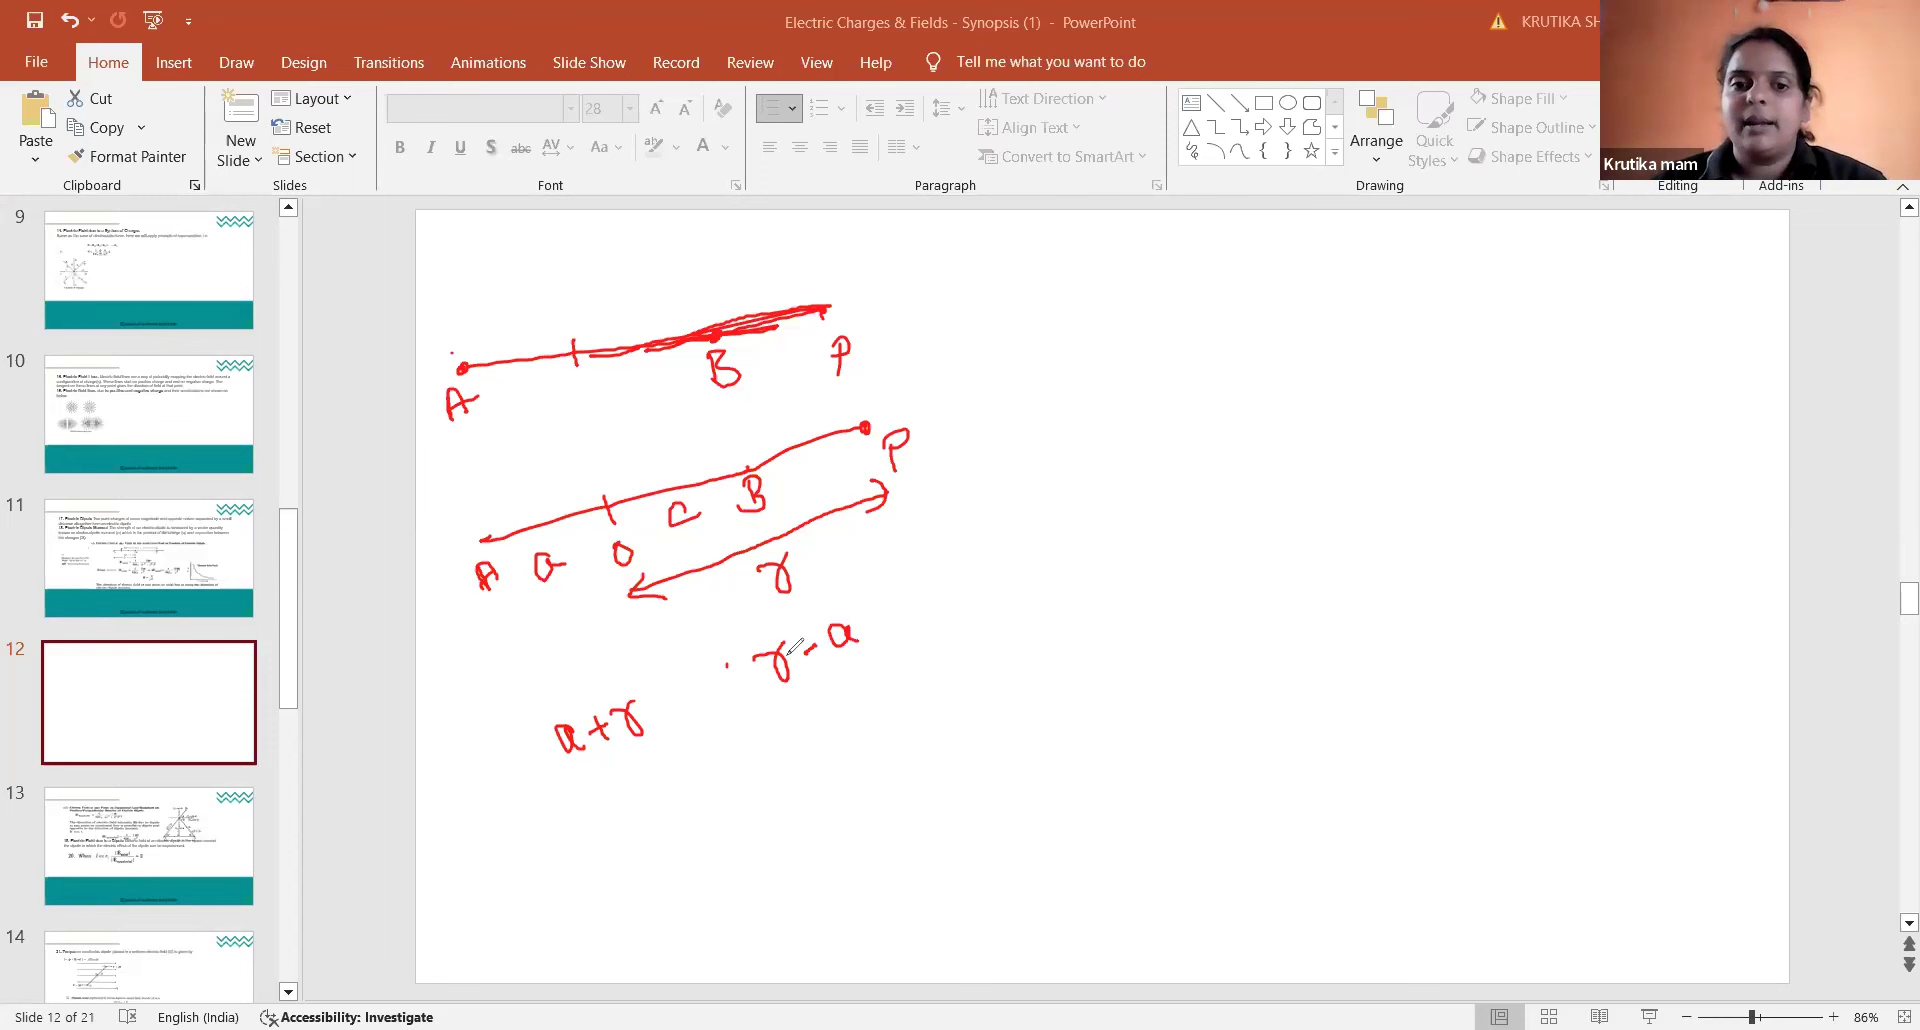 Electric Charges & Fields - Synopsis (1) - PowerPoint
KRUTIKA SH
File Home Insert Draw Design Transitions Animations Slide Show Record Review View Help Tell me what you want to do
Cut
Copy
Format Painter
Paste
Clipboard
New Slide
Layout
Reset
Section
Slides
28
B I U S abc AV Aa A
Font
Text Direction
Align Text
Convert to SmartArt
Paragraph
Arrange
Quick Styles
Shape Fill
Shape Outline
Shape Effects
Drawing
Editing
Add-ins
Krutika mam
9
10
11
12
13
14
A B P
P
A a O a B
r
r - a
a + r
Slide 12 of 21 English (India) Accessibility: Investigate 86%